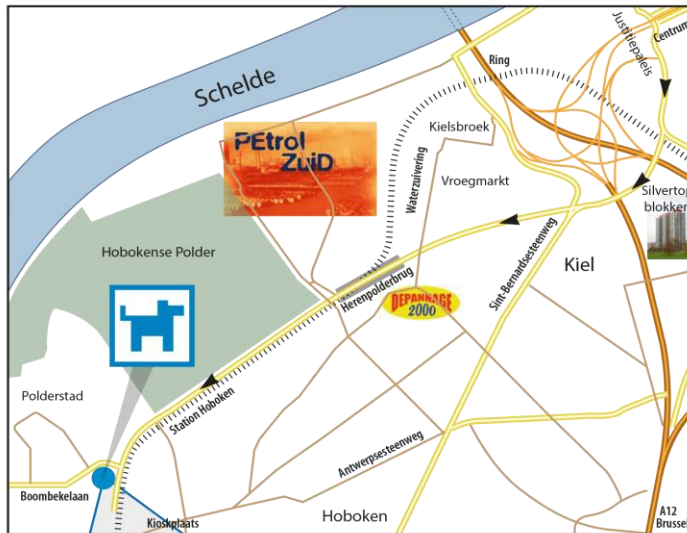 Centrum
Justitiepaleis
Ring
Schelde
Kielsbroek
PEtrol
ZuiD
Waterzuivering
Vroegmarkt
Silvertop
blokken
Hobokense Polder
Kiel
Sint-Bernardsesteenweg
Herenpolderbrug
DEPANNAGE
2000
Polderstad
Station Hoboken
Antwerpsesteenweg
Boombekelaan
Kioskplaats
Hoboken
A12
Brussel